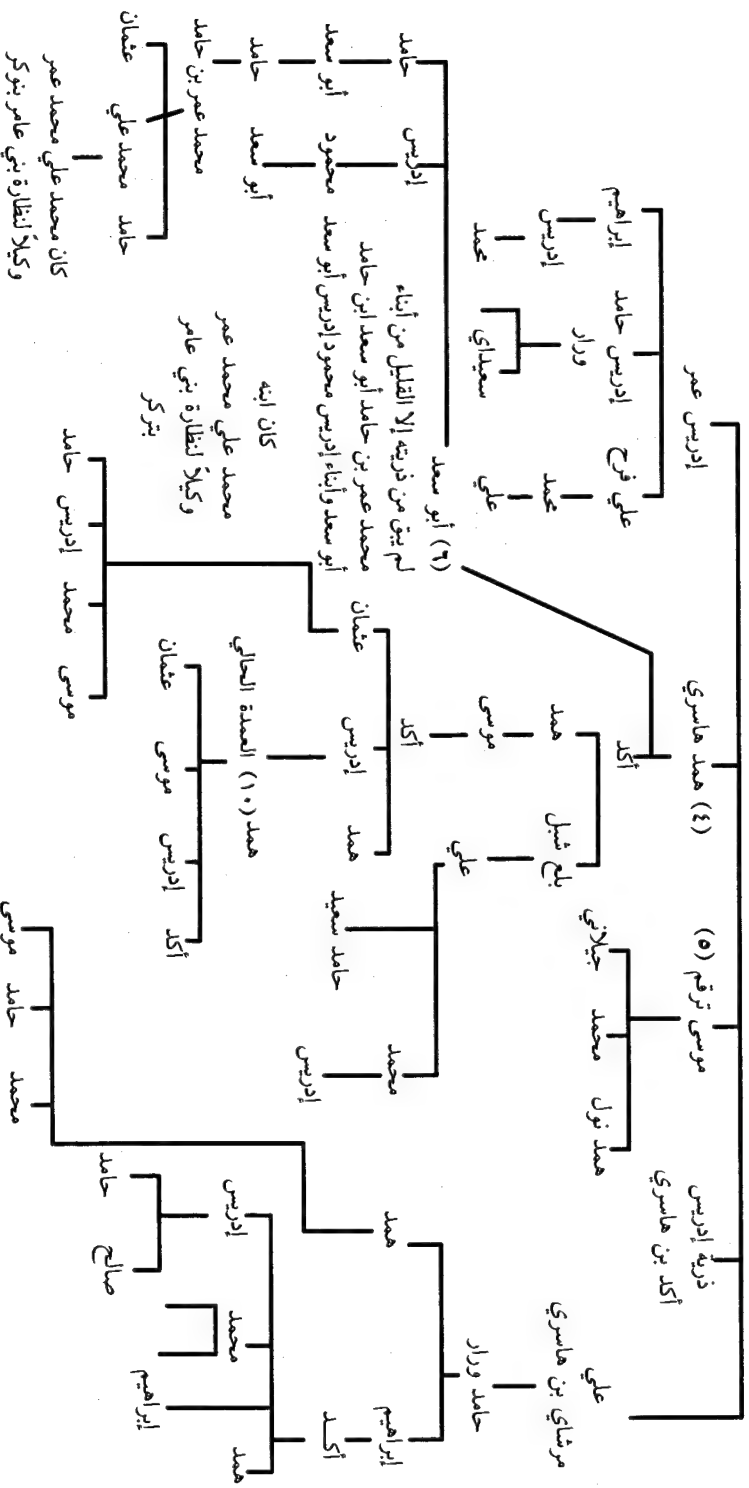 ذرية إدريس
أكد بن هاسري
موسى ترقم (٥)
(٤) همد هاسري
إدريس عمر
علي
مرشاي بن هاسري
همد نول
محمد
جيلاني
أكد
علي فرح
إدريس حامد
إبراهيم
حامد ورار
بلع شبل
همد
محمد
ورار
إدريس
علي
موسى
علي
سعيداي
محمد
إبراهيم
همد
محمد
أكد
(٦) أبو سعد
لم يبق من ذريته إلا القليل من أبناء
محمد عمر بن حامد أبو سعد ابن حامد
أبو سعد وأبناء إدريس محمود إدريس أبو سعد
إدريس
حامد
أكد
حامد سعيد
همد
إدريس
عثمان
محمود
أبو سعد
إدريس
همد (١٠) العمدة الحالي
كان ابنه
محمد علي محمد عمر
وكيلاً لنظارة بني عامر
بتركر
أبو سعد
حامد
همد
إبراهيم
محمد
إدريس
محمد عمر بن حامد
أكد
إدريس
موسى
عثمان
صالح
حامد
حامد
محمد علي
عثمان
موسى
محمد
إدريس
حامد
كان محمد علي محمد عمر
وكيلاً لنظارة بني عامر بنوكر
محمد
حامد
موسى